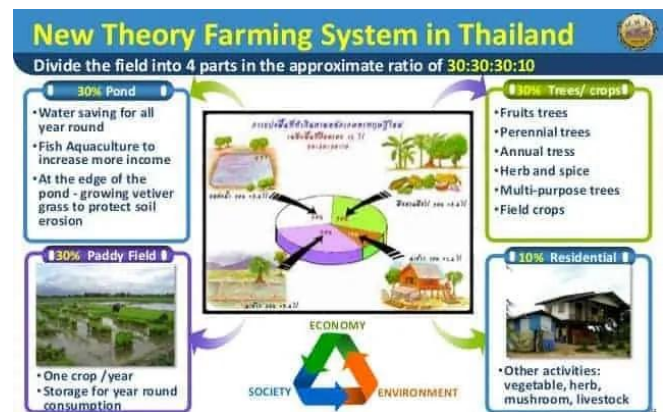 New Theory Farming System in Thailand
Divide the field into 4 parts in the approximate ratio of 30:30:30:10
30% Pond
•Water saving for all
year round
•Fish Aquaculture to
increase more income
•At the edge of the
pond - growing vetiver
grass to protect soil
erosion
30% Trees/ crops
•Fruits trees
•Perennial trees
•Annual tress
•Herb and spice
•Multi-purpose trees
•Field crops
30% Paddy Field
•One crop /year
•Storage for year round
consumption
10% Residential
•Other activities:
vegetable, herb,
mushroom, livestock
ECONOMY
SOCIETY
ENVIRONMENT